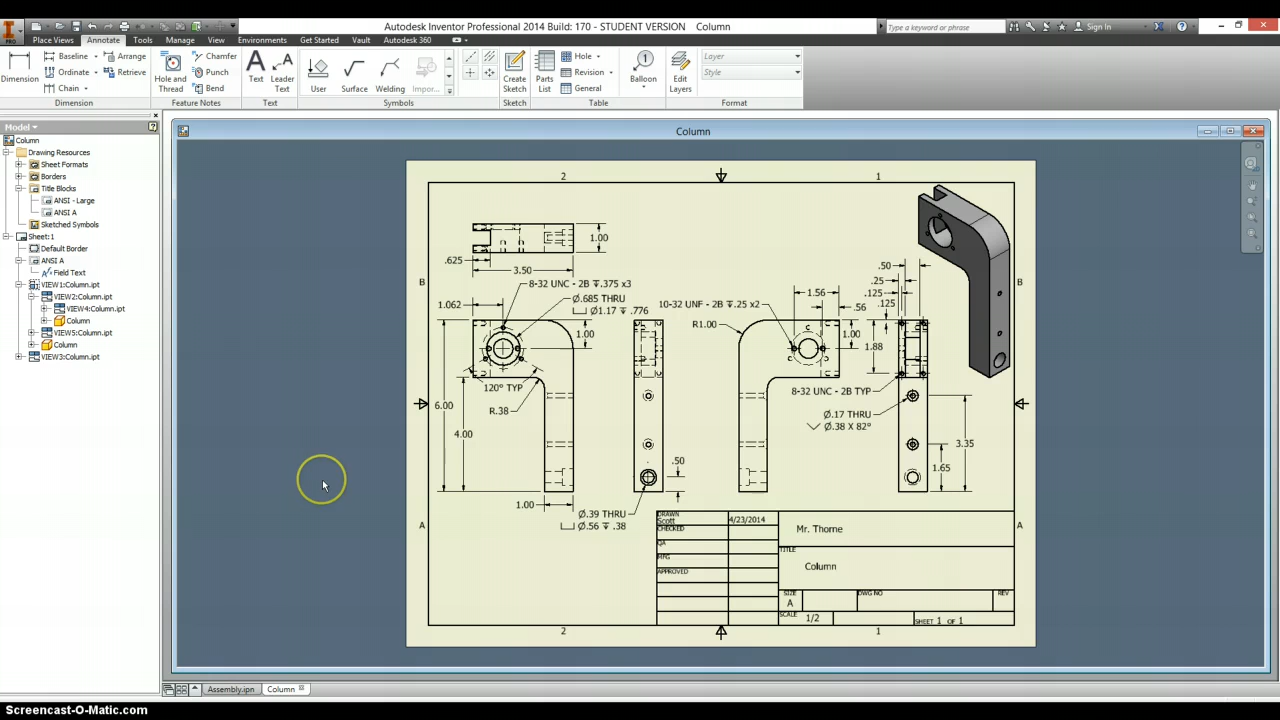 Autodesk Inventor Professional 2014 Build: 170 - STUDENT VERSION Column
Type a keyword or phrase
Sign In
PRO
Place Views Annotate Tools Manage View Environments Get Started Vault Autodesk 360
Dimension
Baseline
Ordinate
Chain
Arrange
Retrieve
Dimension
Hole and Thread
Chamfer
Punch
Bend
Feature Notes
Text
Leader Text
Text
User
Surface
Welding
Impor...
Symbols
Create Sketch
Sketch
Parts List
Hole
Revision
General
Table
Balloon
Edit Layers
Layer
Style
Format
Model
Column
Drawing Resources
Sheet Formats
Borders
Title Blocks
ANSI - Large
ANSI A
Sketched Symbols
Sheet:1
Default Border
ANSI A
Field Text
VIEW1:Column.ipt
VIEW2:Column.ipt
VIEW4:Column.ipt
Column
VIEW5:Column.ipt
Column
VIEW3:Column.ipt
Column
2 1
B B
A A
2 1
1.00
.625
3.50
8-32 UNC - 2B ↧.375 x3
Ø.685 THRU
⌴ Ø1.17 ↧ .776
1.062
1.00
120° TYP
R.38
6.00
4.00
1.00
.50
Ø.39 THRU
⌴ Ø.56 ↧ .38
10-32 UNF - 2B ↧.25 x2
R1.00
1.56
.56
1.00
.50
.25
.125
.125
1.88
8-32 UNC - 2B TYP
Ø.17 THRU
⌵ Ø.38 X 82°
3.35
1.65
DRAWN
Scott 4/23/2014
CHECKED
QA
MFG
APPROVED
Mr. Thorne
TITLE
Column
SIZE
A
DWG NO
REV
SCALE
1/2
SHEET 1 OF 1
Assembly.ipn Column
Screencast-O-Matic.com